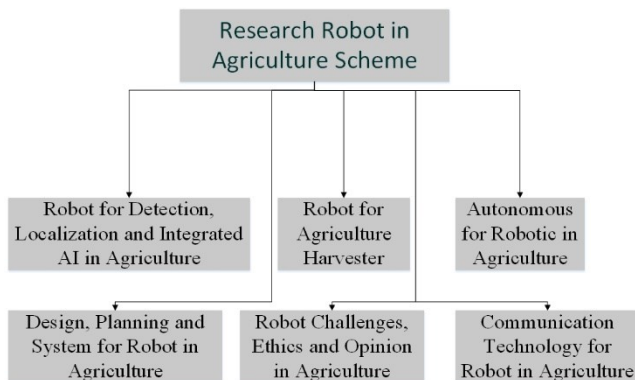 Research Robot in
Agriculture Scheme
Robot for Detection,
Localization and Integrated
AI in Agriculture
Robot for
Agriculture
Harvester
Autonomous
for Robotic in
Agriculture
Design, Planning and
System for Robot in
Agriculture
Robot Challenges,
Ethics and Opinion
in Agriculture
Communication
Technology for
Robot in Agriculture